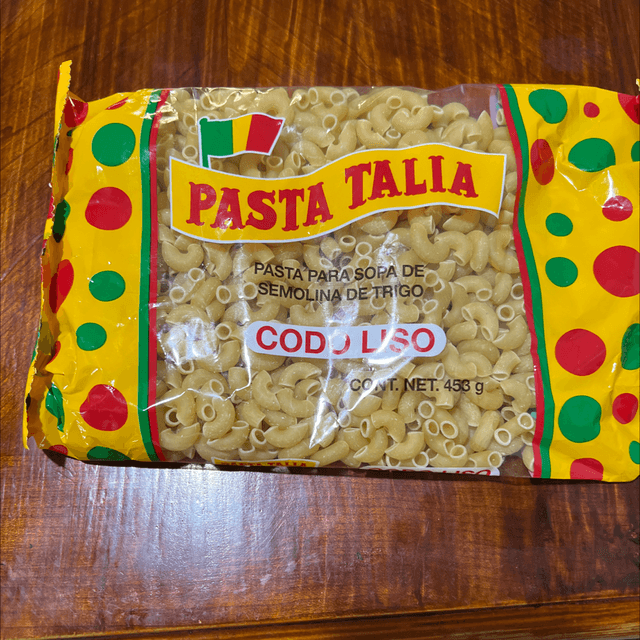 PASTA TALIA
PASTA PARA SOPA DE
SEMOLINA DE TRIGO
CODO LISO
CONT. NET. 453 g